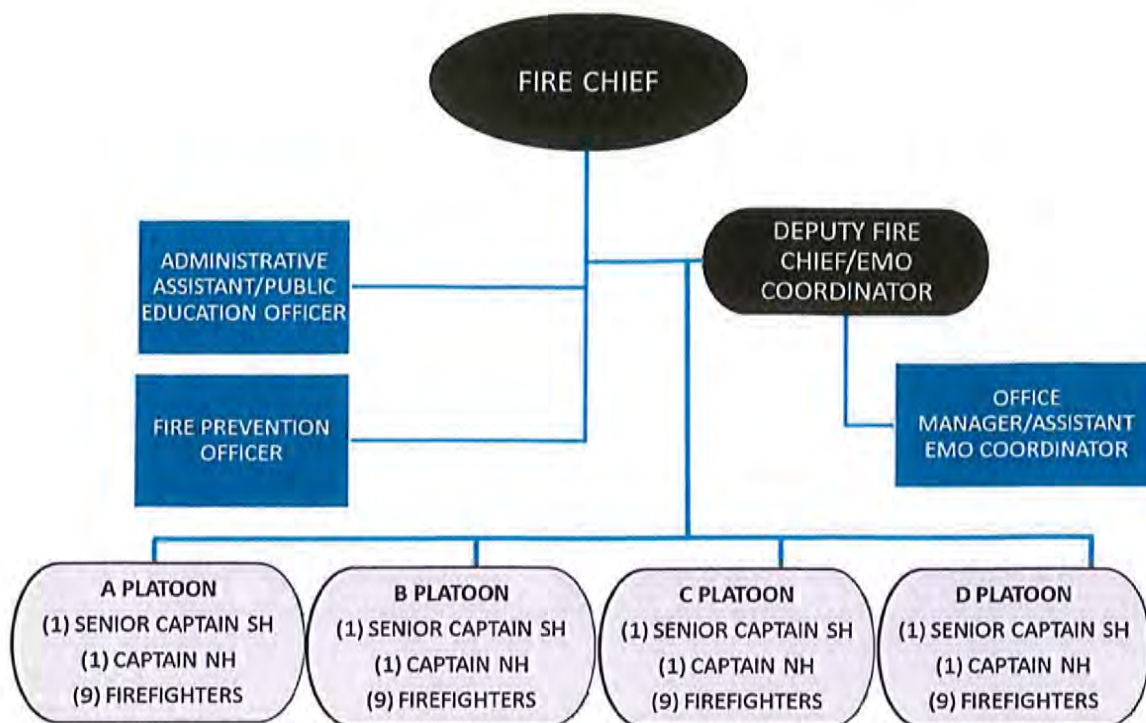 FIRE CHIEF
DEPUTY FIRE
CHIEF/EMO
COORDINATOR
ADMINISTRATIVE
ASSISTANT/PUBLIC
EDUCATION OFFICER
FIRE PREVENTION
OFFICER
OFFICE
MANAGER/ASSISTANT
EMO COORDINATOR
A PLATOON
(1) SENIOR CAPTAIN SH
(1) CAPTAIN NH
(9) FIREFIGHTERS
B PLATOON
(1) SENIOR CAPTAIN SH
(1) CAPTAIN NH
(9) FIREFIGHTERS
C PLATOON
(1) SENIOR CAPTAIN SH
(1) CAPTAIN NH
(9) FIREFIGHTERS
D PLATOON
(1) SENIOR CAPTAIN SH
(1) CAPTAIN NH
(9) FIREFIGHTERS